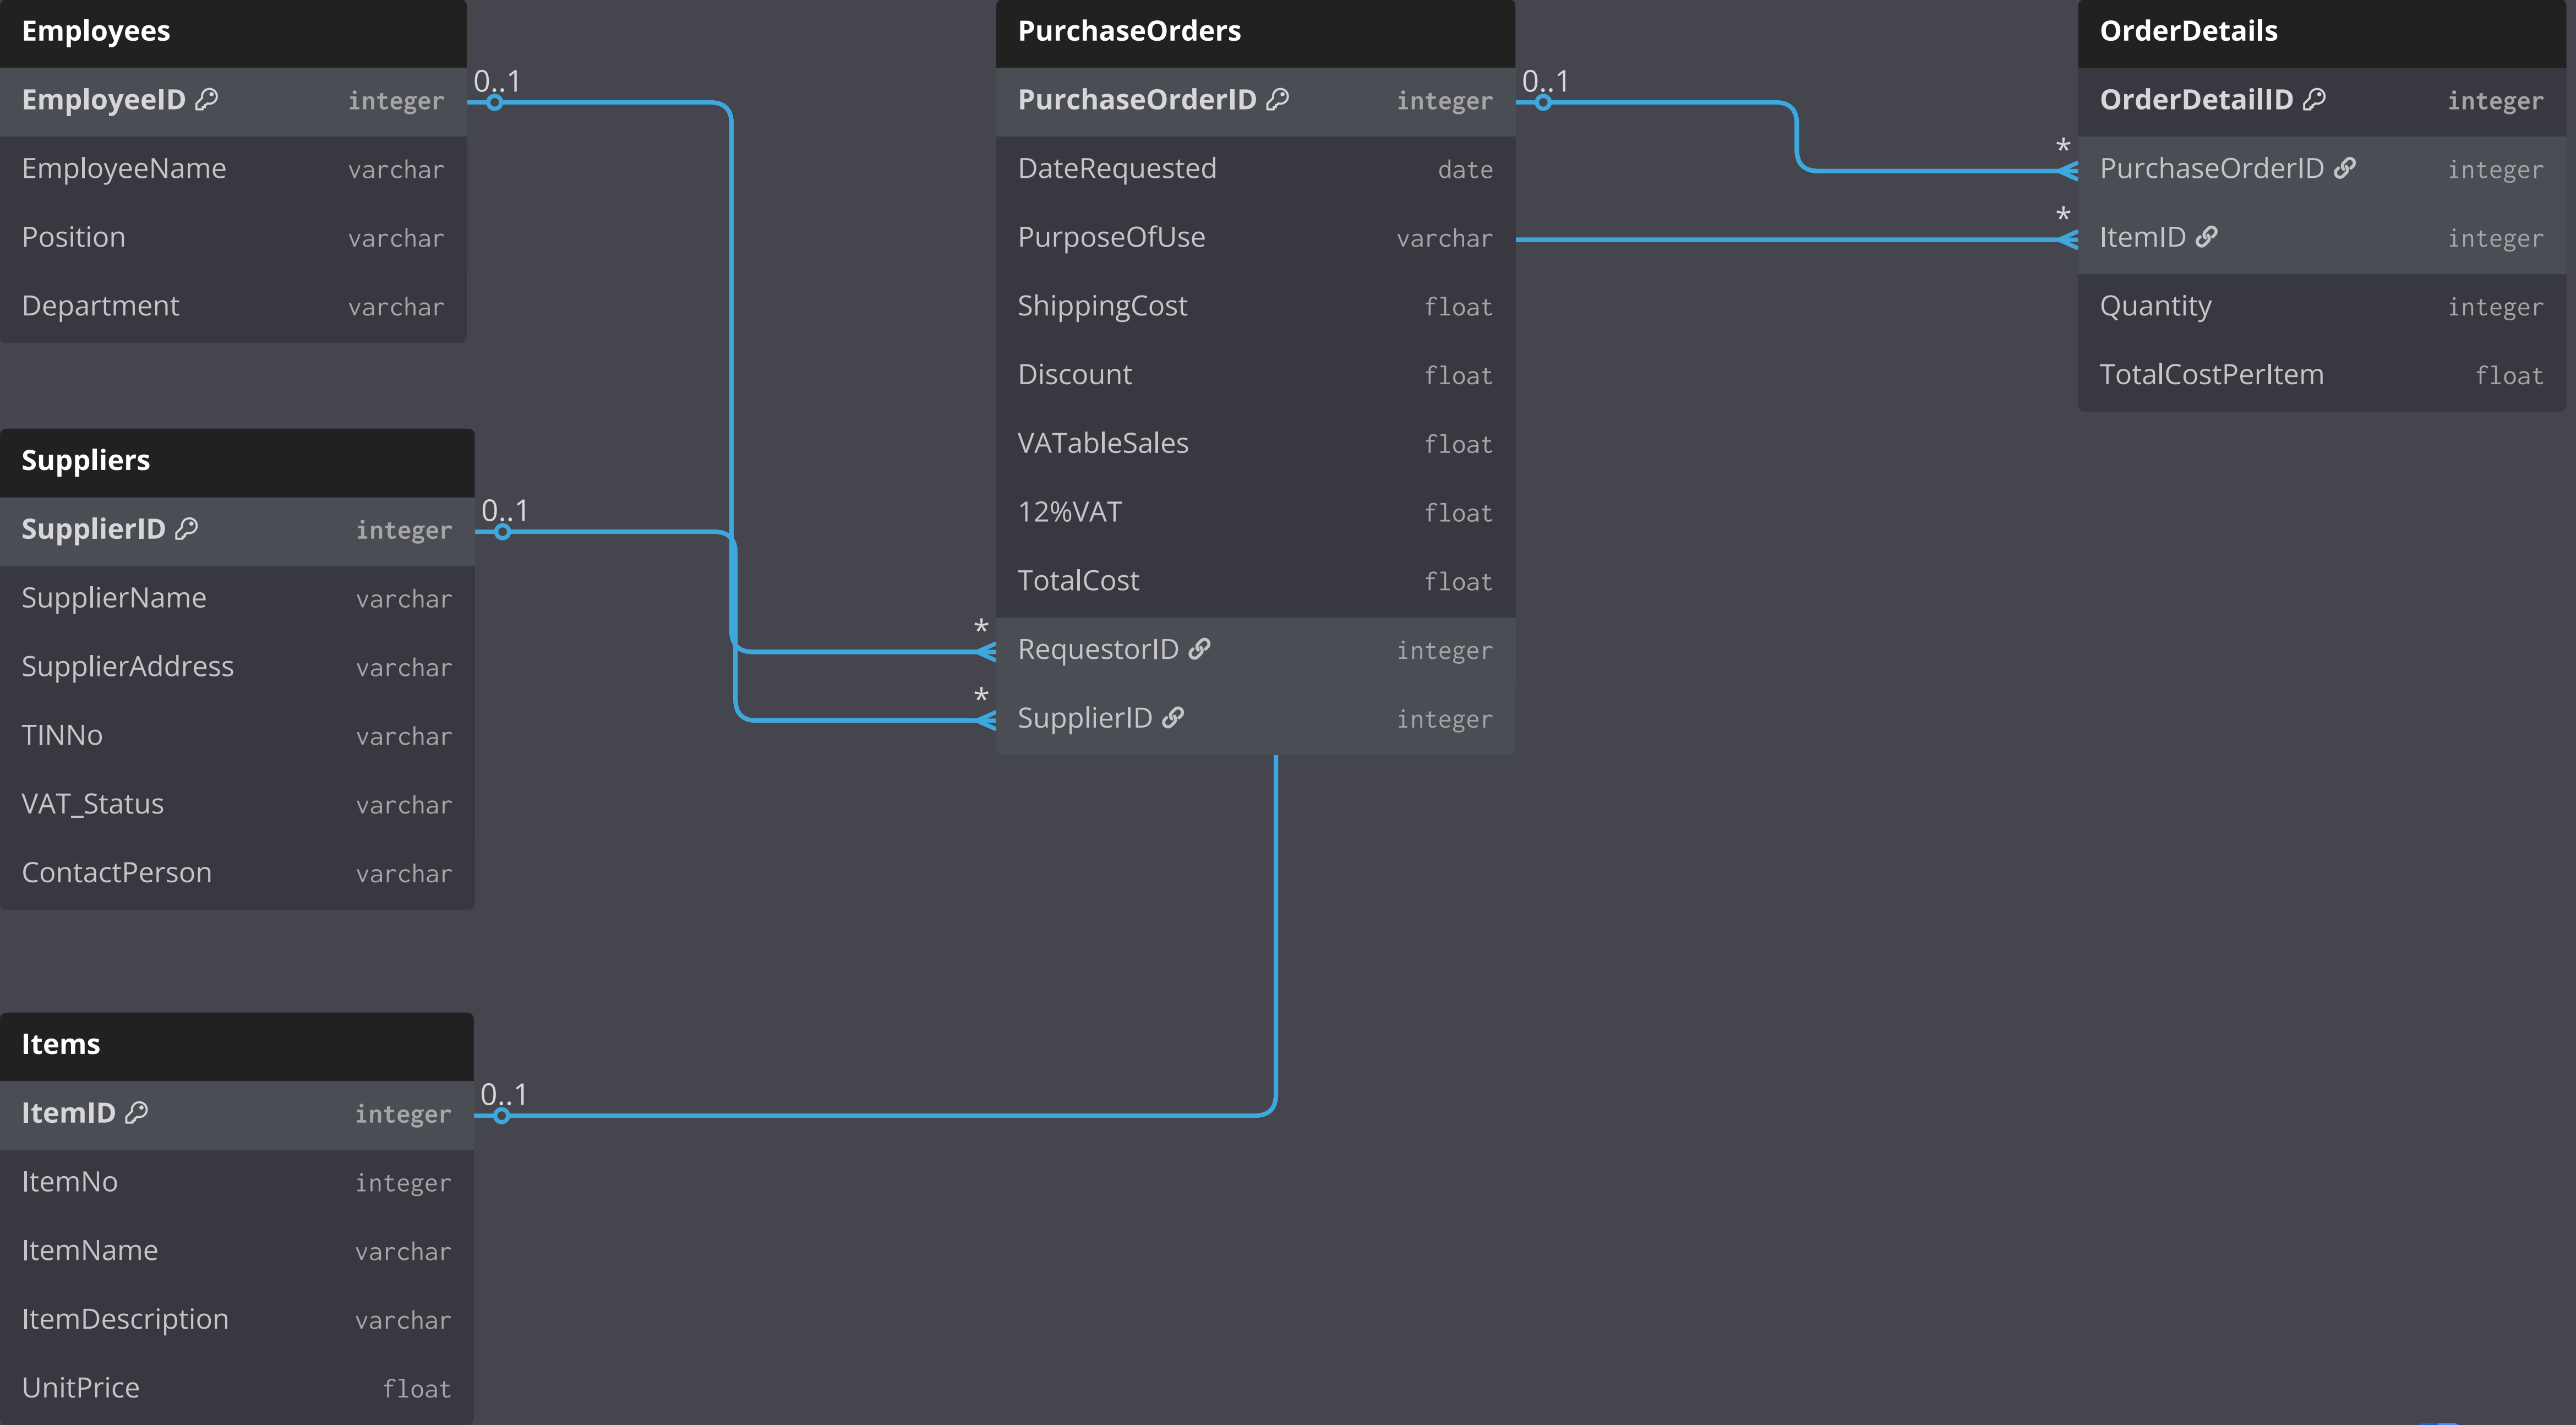 Employees
EmployeeID integer
EmployeeName varchar
Position varchar
Department varchar
0..1
Suppliers
SupplierID integer
SupplierName varchar
SupplierAddress varchar
TINNo varchar
VAT_Status varchar
ContactPerson varchar
0..1
Items
ItemID integer
ItemNo integer
ItemName varchar
ItemDescription varchar
UnitPrice float
0..1
PurchaseOrders
PurchaseOrderID integer
DateRequested date
PurposeOfUse varchar
ShippingCost float
Discount float
VATableSales float
12%VAT float
TotalCost float
* RequestorID integer
* SupplierID integer
0..1
OrderDetails
OrderDetailID integer
* PurchaseOrderID integer
* ItemID integer
Quantity integer
TotalCostPerItem float